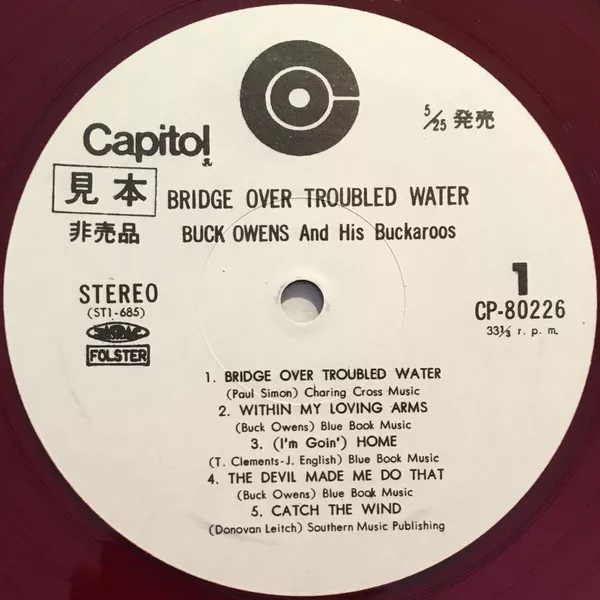 Capitol
R
5/25 発売
見本
BRIDGE OVER TROUBLED WATER
非売品
BUCK OWENS And His Buckaroos
STEREO
(ST1-685)
1
CP-80226
33⅓ r. p. m.
FOLSTER
1. BRIDGE OVER TROUBLED WATER
(Paul Simon) Charing Cross Music
2. WITHIN MY LOVING ARMS
(Buck Owens) Blue Book Music
3. (I'm Goin') HOME
(T. Clements-J. English) Blue Book Music
4. THE DEVIL MADE ME DO THAT
(Buck Owens) Blue Book Music
5. CATCH THE WIND
(Donovan Leitch) Southern Music Publishing